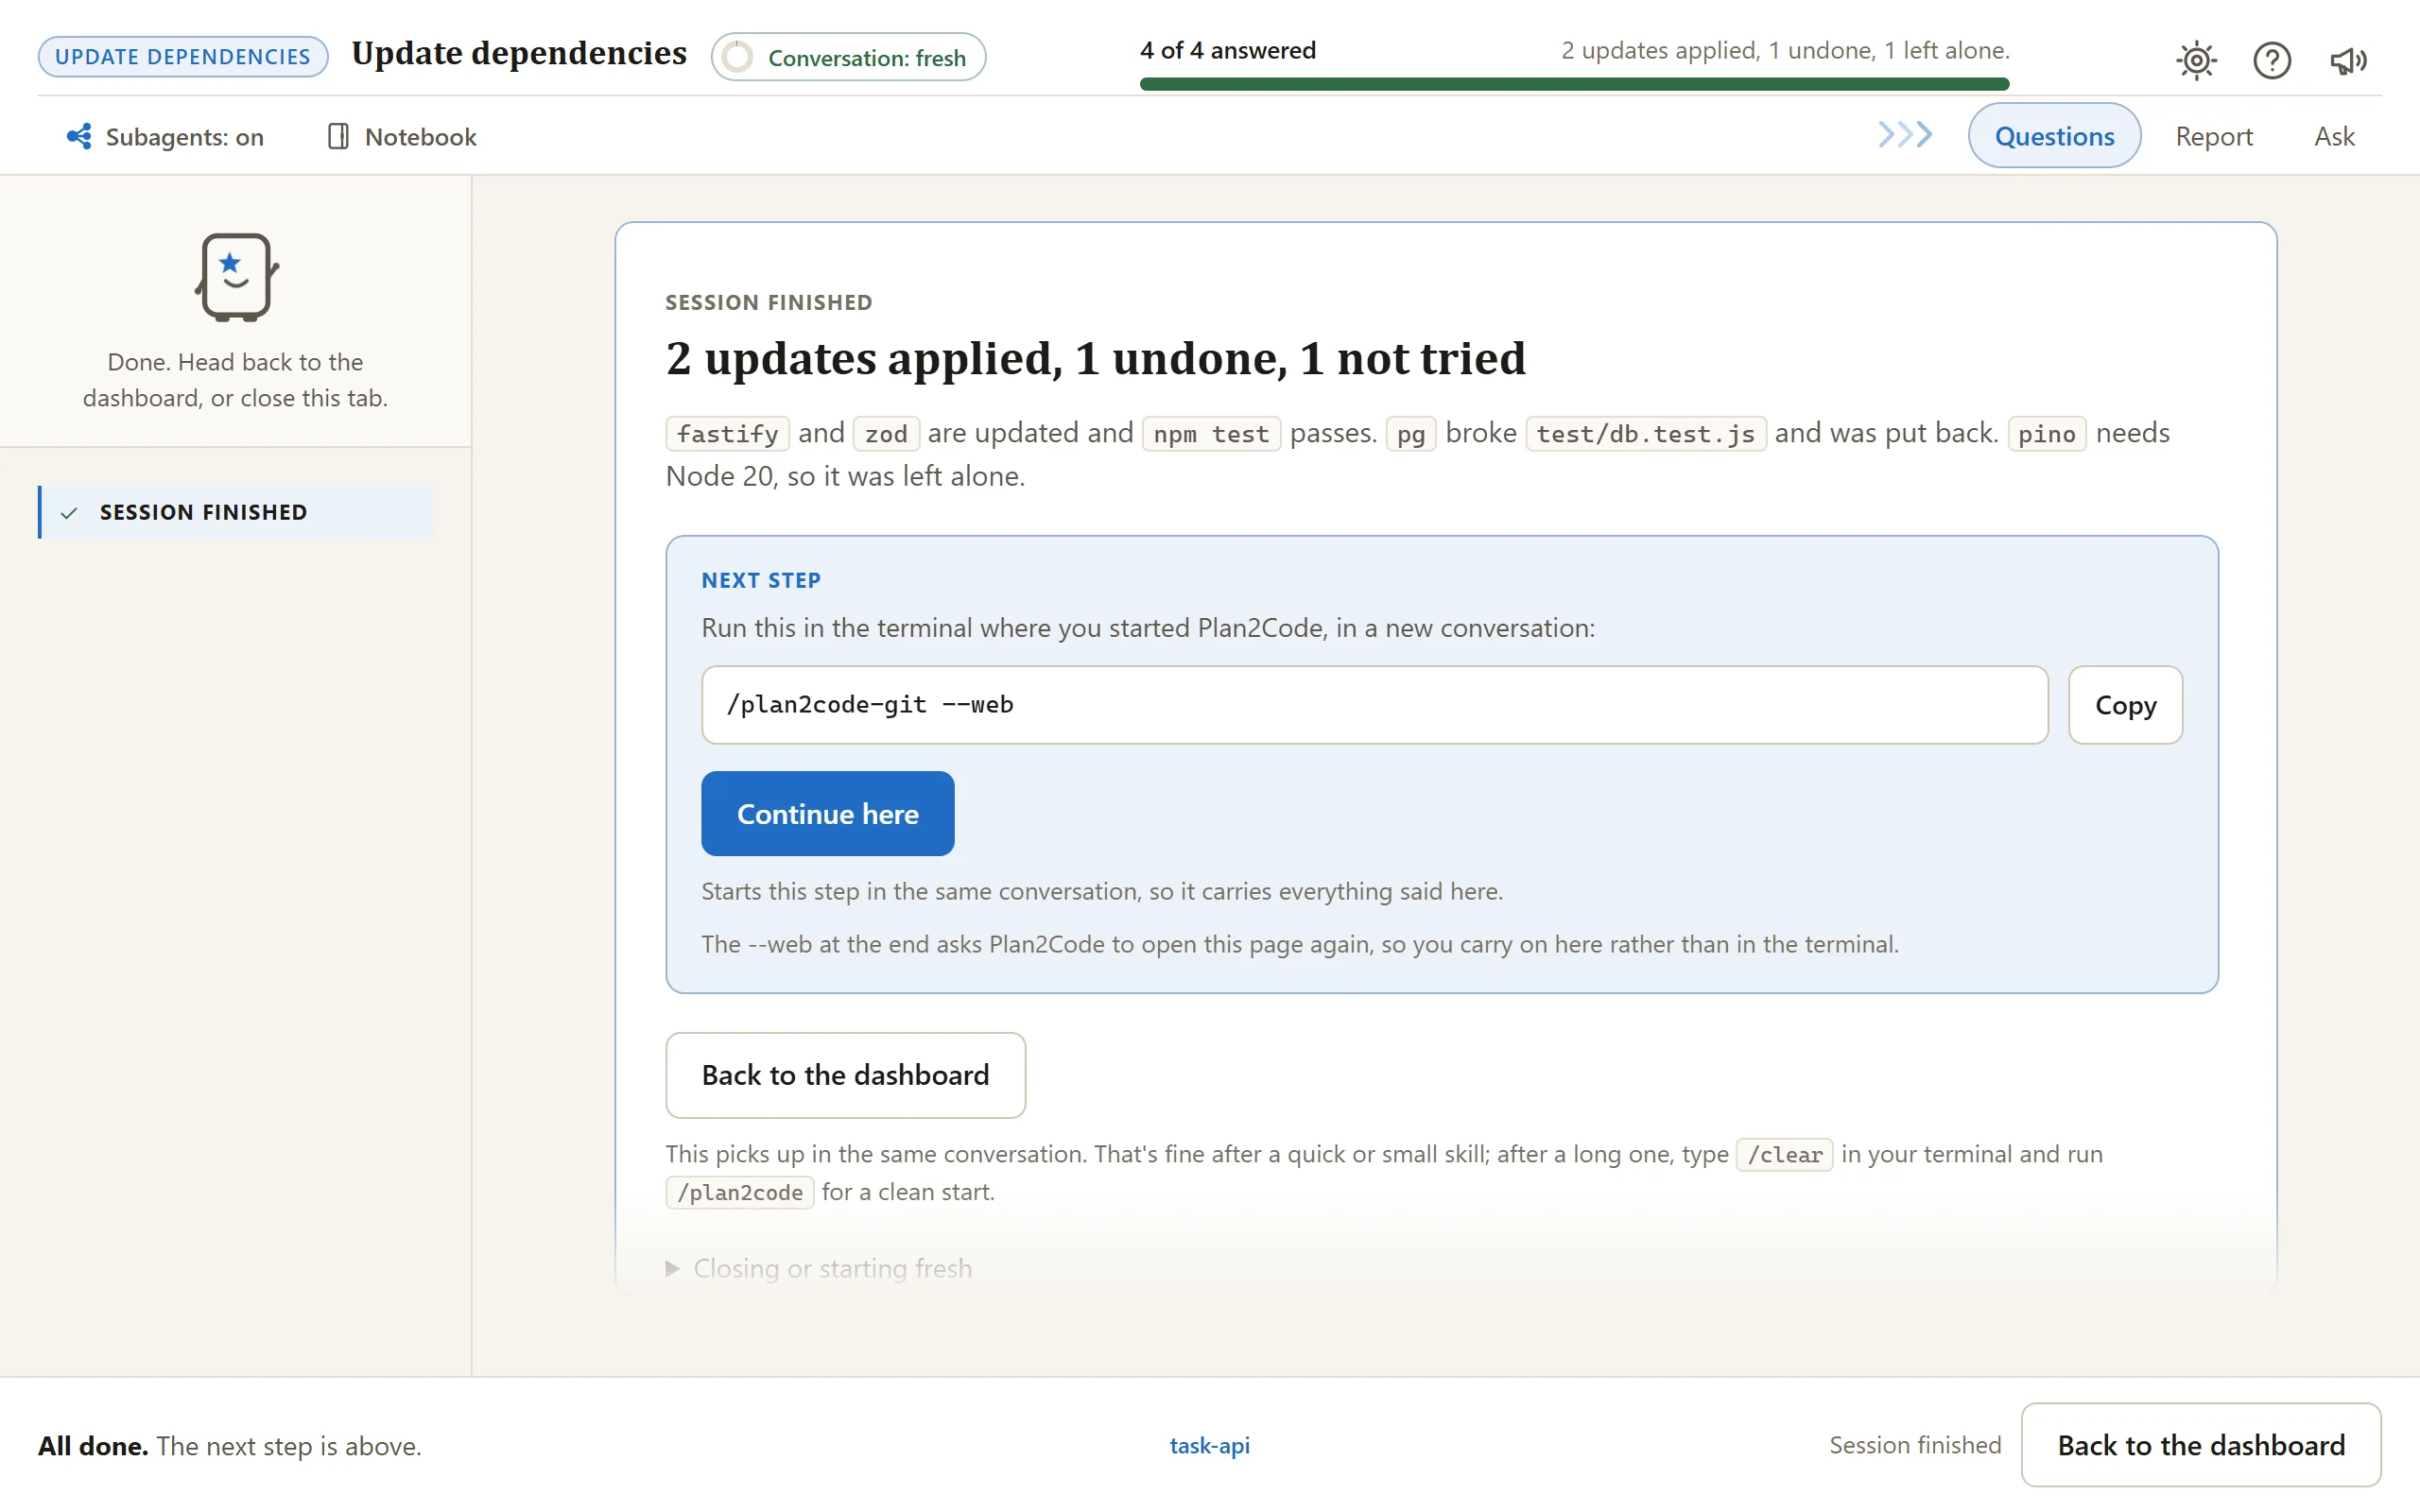 UPDATE DEPENDENCIES
Update dependencies
Conversation: fresh
4 of 4 answered
2 updates applied, 1 undone, 1 left alone.
Subagents: on
Notebook
Questions
Report
Ask
Done. Head back to the
dashboard, or close this tab.
SESSION FINISHED
SESSION FINISHED
2 updates applied, 1 undone, 1 not tried
fastify and zod are updated and npm test passes. pg broke test/db.test.js and was put back. pino needs
Node 20, so it was left alone.
NEXT STEP
Run this in the terminal where you started Plan2Code, in a new conversation:
/plan2code-git --web
Copy
Continue here
Starts this step in the same conversation, so it carries everything said here.
The --web at the end asks Plan2Code to open this page again, so you carry on here rather than in the terminal.
Back to the dashboard
This picks up in the same conversation. That's fine after a quick or small skill; after a long one, type /clear in your terminal and run
/plan2code for a clean start.
Closing or starting fresh
All done. The next step is above.
task-api
Session finished
Back to the dashboard